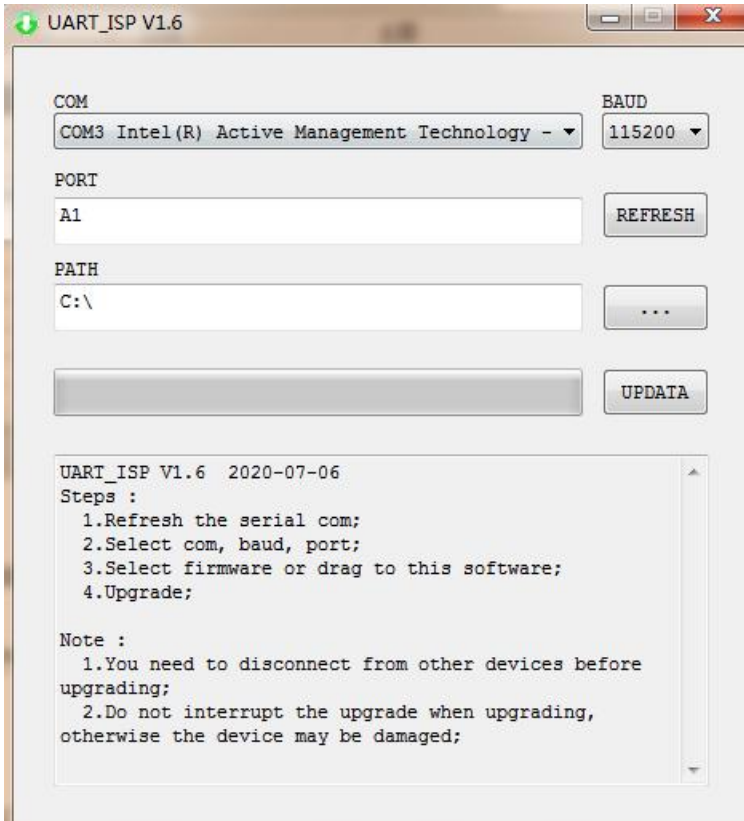 UART_ISP V1.6
COM
BAUD
COM3 Intel(R) Active Management Technology -
115200
PORT
A1
REFRESH
PATH
C:\
...
UPDATA
UART_ISP V1.6  2020-07-06
Steps :
1.Refresh the serial com;
2.Select com, baud, port;
3.Select firmware or drag to this software;
4.Upgrade;
Note :
1.You need to disconnect from other devices before
upgrading;
2.Do not interrupt the upgrade when upgrading,
otherwise the device may be damaged;